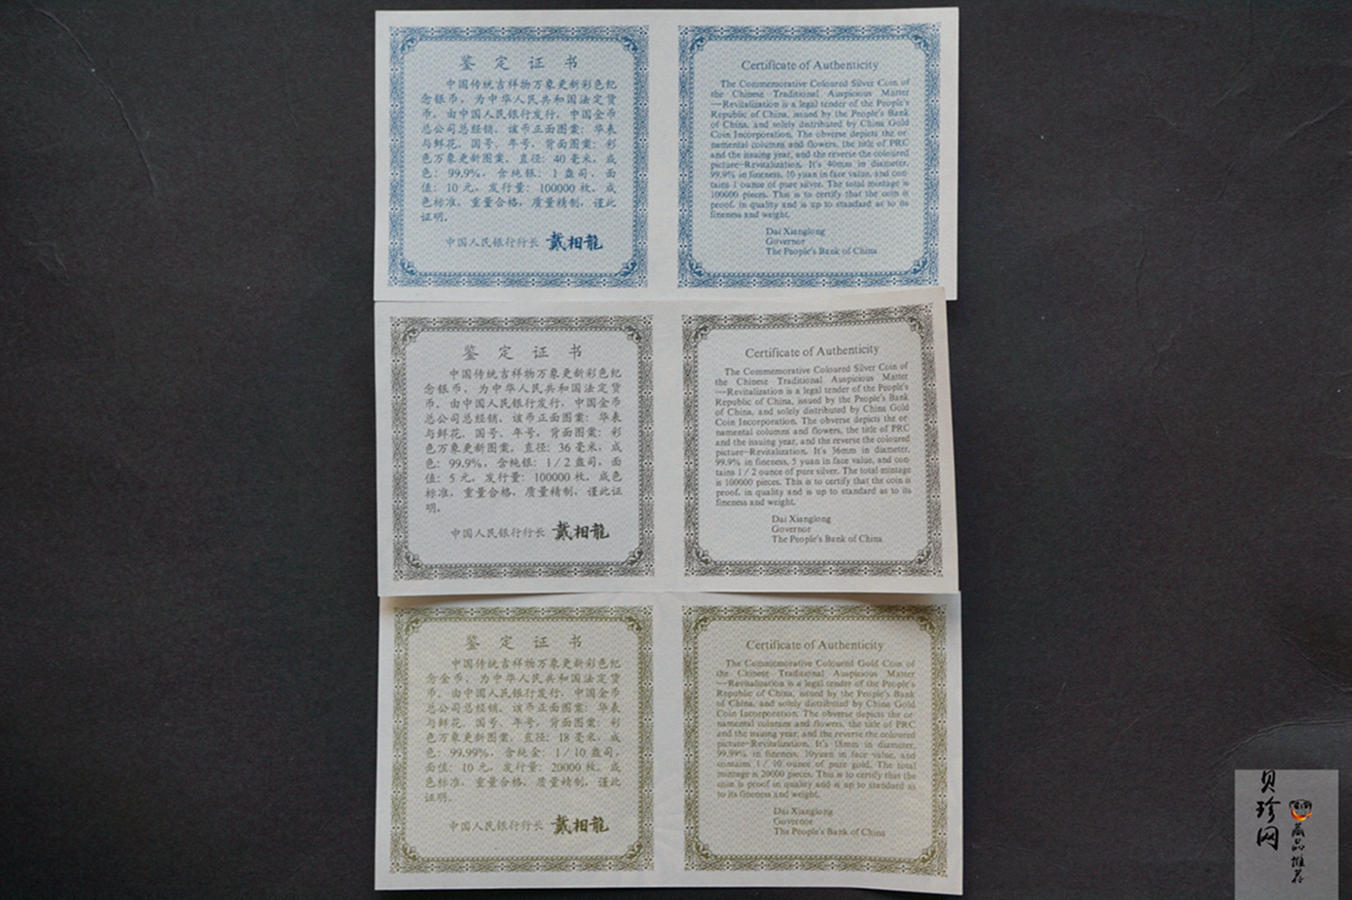 鉴 定 证 书
中国传统吉祥物万象更新彩色纪
念银币，为中华人民共和国法定货
币。由中国人民银行发行，中国金币
总公司总经销。该币正面图案：华表
与鲜花、国号、年号，背面图案：彩
色万象更新图案。直径：40 毫米，成
色：99.9%，含纯银：1 盎司，面
值：10 元，发行量：100000 枚。成
色标准，重量合格，质量精制，谨此
证明。
中国人民银行行长 戴相龍
Certificate of Authenticity
The Commemorative Coloured Silver Coin of
the Chinese Traditional Auspicious Matter
—Revitalization is a legal tender of the People's
Republic of China, issued by the People's Bank
of China, and solely distributed by China Gold
Coin Incorporation. The obverse depicts the or-
namental columns and flowers, the title of PRC
and the issuing year, and the reverse the coloured
picture—Revitalization. It's 40mm in diameter,
99.9% in fineness, 10 yuan in face value, and con-
tains 1 ounce of pure silver. The total mintage is
100000 pieces. This is to certify that the coin is
proof, in quality and is up to standard as to its
fineness and weight.
Dai Xianglong
Governor
The People's Bank of China
鉴 定 证 书
中国传统吉祥物万象更新彩色纪
念银币，为中华人民共和国法定货
币。由中国人民银行发行，中国金币
总公司总经销。该币正面图案：华表
与鲜花、国号、年号，背面图案：彩
色万象更新图案。直径：36 毫米，成
色：99.9%，含纯银：1/2 盎司，面
值：5 元，发行量：100000 枚。成色
标准，重量合格，质量精制，谨此证
明。
中国人民银行行长 戴相龍
Certificate of Authenticity
The Commemorative Coloured Silver Coin of
the Chinese Traditional Auspicious Matter
—Revitalization is a legal tender of the People's
Republic of China, issued by the People's Bank
of China, and solely distributed by China Gold
Coin Incorporation. The obverse depicts the or-
namental columns and flowers, the title of PRC
and the issuing year, and the reverse the coloured
picture—Revitalization. It's 36mm in diameter,
99.9% in fineness, 5 yuan in face value, and con-
tains 1/2 ounce of pure silver. The total mintage
is 100000 pieces. This is to certify that the coin is
proof, in quality and is up to standard as to its
fineness and weight.
Dai Xianglong
Governor
The People's Bank of China
鉴 定 证 书
中国传统吉祥物万象更新彩色纪
念金币，为中华人民共和国法定货
币。由中国人民银行发行，中国金币
总公司总经销。该币正面图案：华表
与鲜花、国号、年号，背面图案：彩
色万象更新图案。直径：18 毫米，成
色：99.99%，含纯金：1/10 盎司，
面值：10 元，发行量：20000 枚。成
色标准，重量合格，质量精制，谨此
证明。
中国人民银行行长 戴相龍
Certificate of Authenticity
The Commemorative Coloured Gold Coin of
the Chinese Traditional Auspicious Matter
—Revitalization is a legal tender of the People's
Republic of China, issued by the People's Bank
of China, and solely distributed by China Gold
Coin Incorporation. The obverse depicts the or-
namental columns and flowers, the title of PRC
and the issuing year, and the reverse the coloured
picture—Revitalization. It's 18mm in diameter,
99.99% in fineness, 10yuan in face value, and
contains 1/10 ounce of pure gold. The total
mintage is 20000 pieces. This is to certify that the
coin is proof in quality and is up to standard as
to its fineness and weight.
Dai Xianglong
Governor
The People's Bank of China
贝珍网
藏品推荐